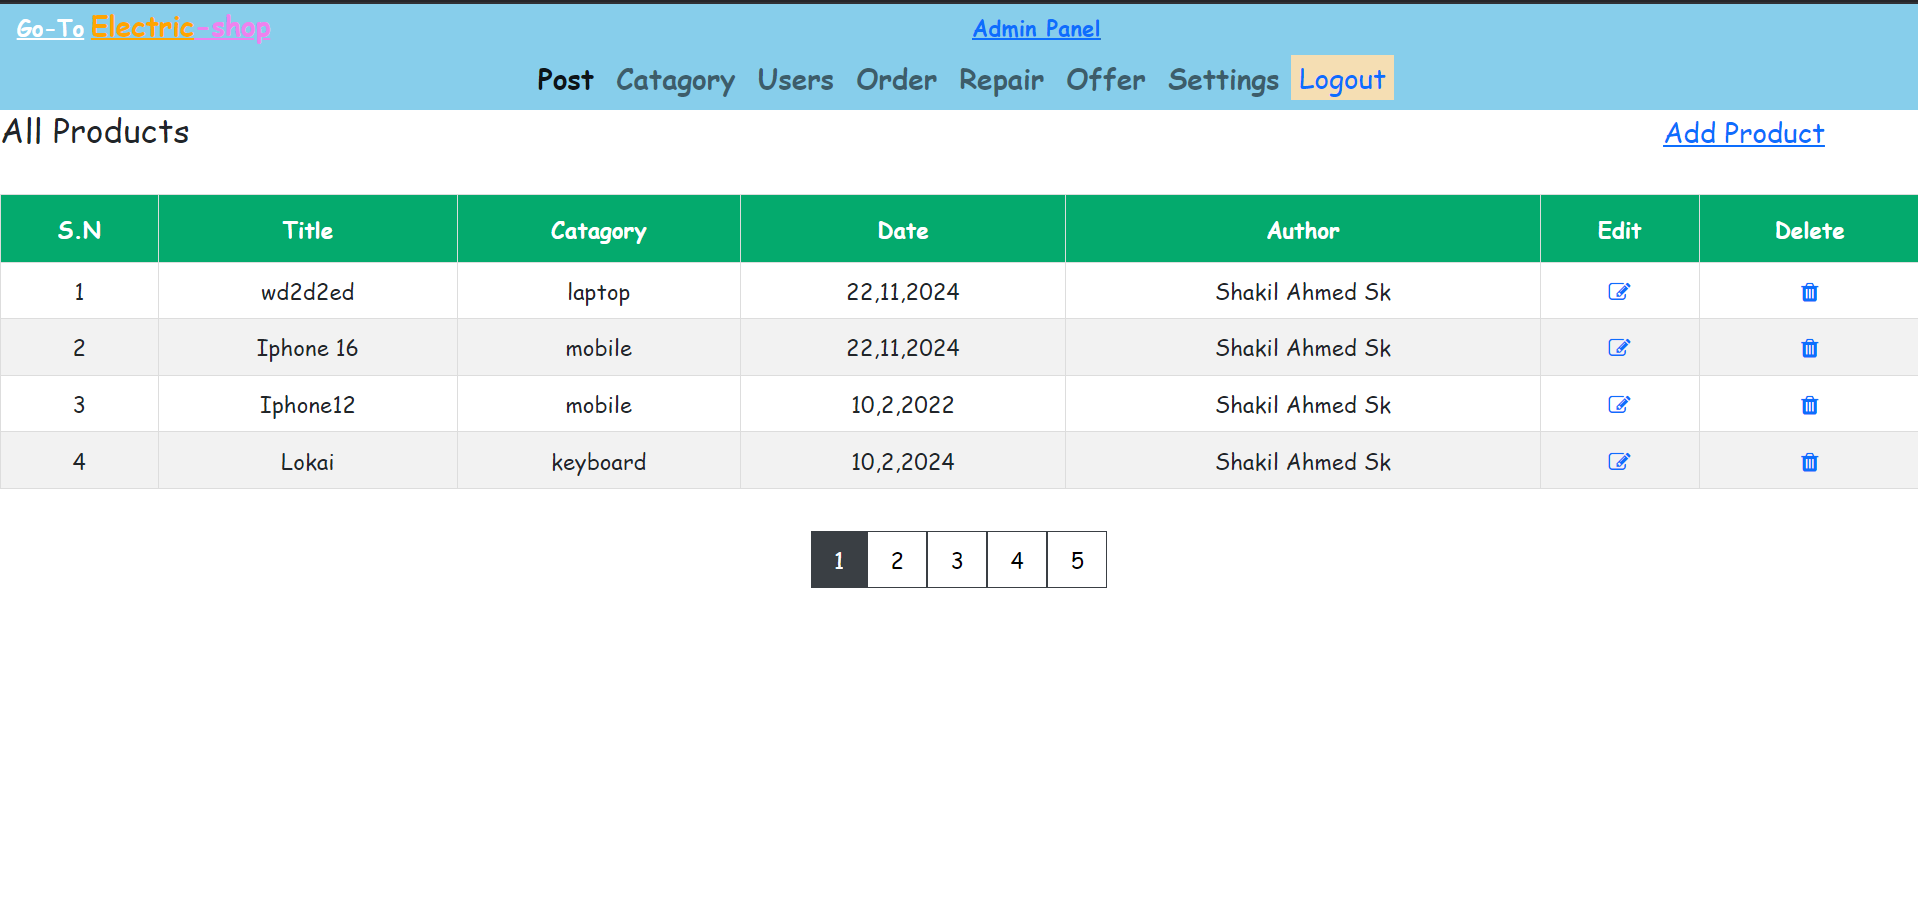 Go-To Electric-shop Admin Panel
Post Catagory Users Order Repair Offer Settings Logout
All Products Add Product
S.N Title Catagory Date Author Edit Delete
1 wd2d2ed laptop 22,11,2024 Shakil Ahmed Sk
2 Iphone 16 mobile 22,11,2024 Shakil Ahmed Sk
3 Iphone12 mobile 10,2,2022 Shakil Ahmed Sk
4 Lokai keyboard 10,2,2024 Shakil Ahmed Sk
1 2 3 4 5